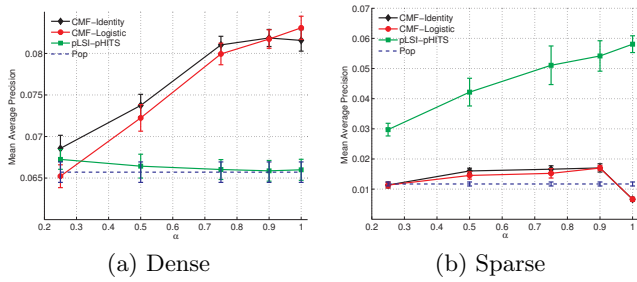 CMF-Identity
CMF-Logistic
pLSI-pHITS
Pop
Mean Average Precision
0.08
0.075
0.07
0.065
0.2 0.3 0.4 0.5 0.6 0.7 0.8 0.9 1
α
(a) Dense
CMF-Identity
CMF-Logistic
pLSI-pHITS
Pop
Mean Average Precision
0.07
0.06
0.05
0.04
0.03
0.02
0.01
0.2 0.3 0.4 0.5 0.6 0.7 0.8 0.9 1
α
(b) Sparse